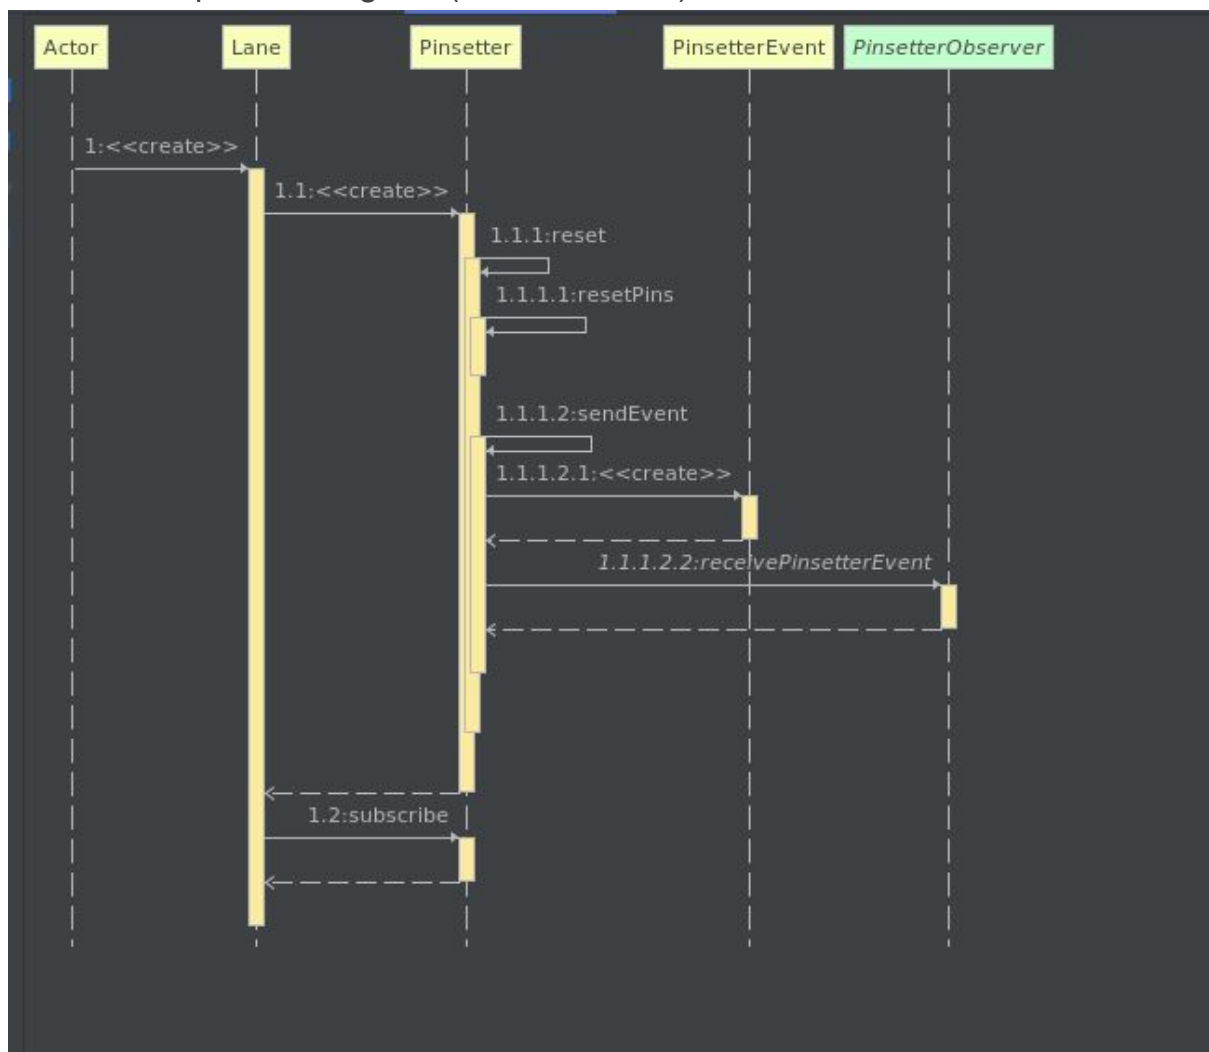 Actor Lane Pinsetter PinsetterEvent PinsetterObserver
1:<<create>>
1.1:<<create>>
1.1.1:reset
1.1.1.1:resetPins
1.1.1.2:sendEvent
1.1.1.2.1:<<create>>
1.1.1.2.2:receivePinsetterEvent
1.2:subscribe